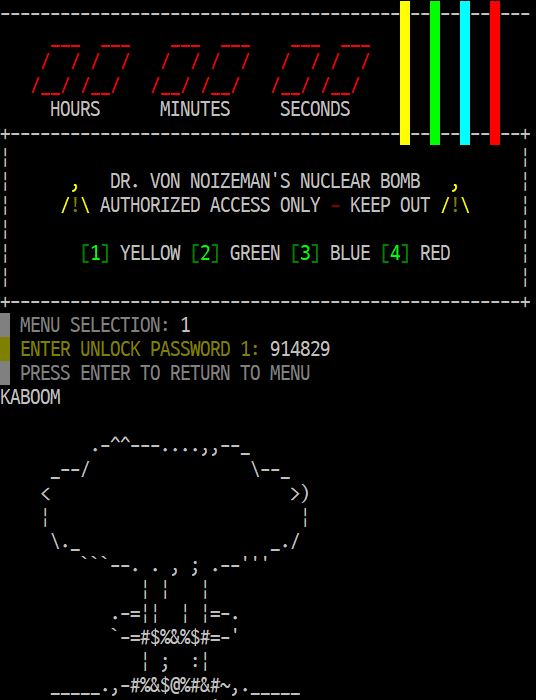 HOURS MINUTES SECONDS
DR. VON NOIZEMAN'S NUCLEAR BOMB
/!\ AUTHORIZED ACCESS ONLY - KEEP OUT /!\
[1] YELLOW [2] GREEN [3] BLUE [4] RED
MENU SELECTION: 1
ENTER UNLOCK PASSWORD 1: 914829
PRESS ENTER TO RETURN TO MENU
KABOOM